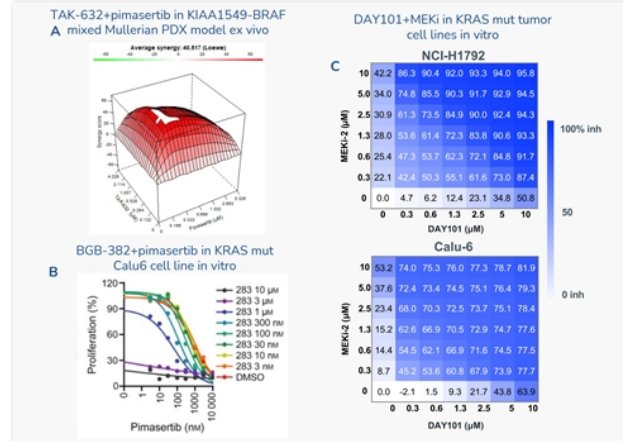 TAK-632+pimasertib in KIAA1549-BRAF
A mixed Mullerian PDX model ex vivo
Average synergy: 40.817 (Loewe)
Synergy score
Pimasertib (µM)
BGB-382+pimasertib in KRAS mut
Calu6 cell line in vitro
B
Proliferation (%)
120
90
60
30
0
0 1 10 100 1000 10 000
Pimasertib (nM)
283 10 µM
283 3 µM
283 1 µM
283 300 nM
283 100 nM
283 30 nM
283 10 nM
283 3 nM
DMSO
DAY101+MEKi in KRAS mut tumor
cell lines in vitro
C
NCI-H1792
MEKi-2 (µM)
10 42.2 86.3 90.4 92.0 93.3 94.0 95.8
5.0 34.0 74.8 85.5 90.3 91.7 92.9 94.5
2.5 30.9 61.3 73.5 84.9 90.0 92.4 94.3
1.3 28.0 53.6 61.4 72.3 83.8 90.6 93.3
0.6 25.4 47.3 53.7 62.3 72.1 84.8 91.7
0.3 22.1 42.4 50.3 55.1 61.6 73.0 87.4
0 0.0 4.7 6.2 12.4 23.1 34.8 50.8
0 0.3 0.6 1.3 2.5 5 10
DAY101 (µM)
100% inh
50
0 inh
Calu-6
MEKi-2 (µM)
10 53.2 74.0 75.3 76.0 77.3 78.7 81.9
5.0 37.6 72.4 73.4 74.5 75.1 76.4 79.3
2.5 23.4 68.0 70.3 72.5 73.7 75.1 78.4
1.3 15.2 62.6 66.9 70.5 72.9 74.7 77.6
0.6 14.4 54.5 62.1 66.9 71.6 74.5 77.5
0.3 8.7 45.2 53.6 60.8 67.9 73.9 77.7
0 0.0 -2.1 1.5 9.3 21.7 43.8 63.9
0 0.3 0.6 1.3 2.5 5 10
DAY101 (µM)